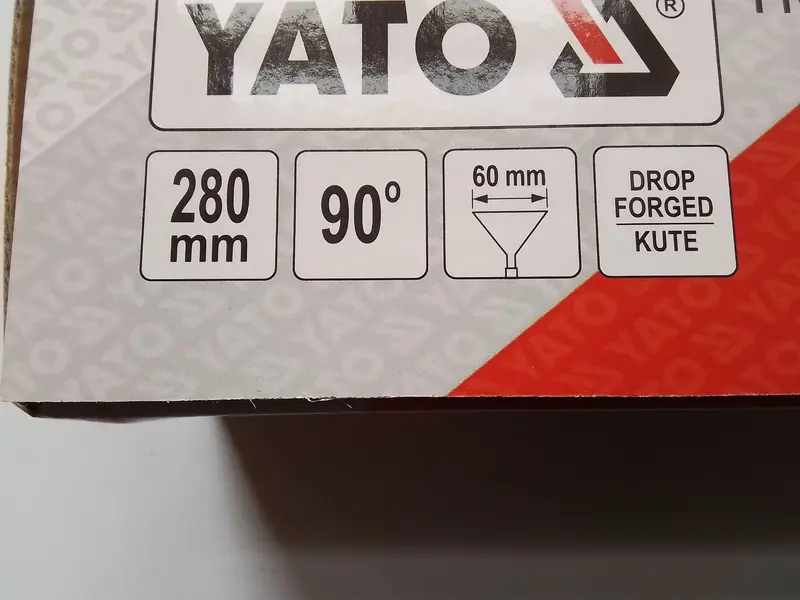 YATO ®
280
mm
90°
60 mm
DROP
FORGED
KUTE